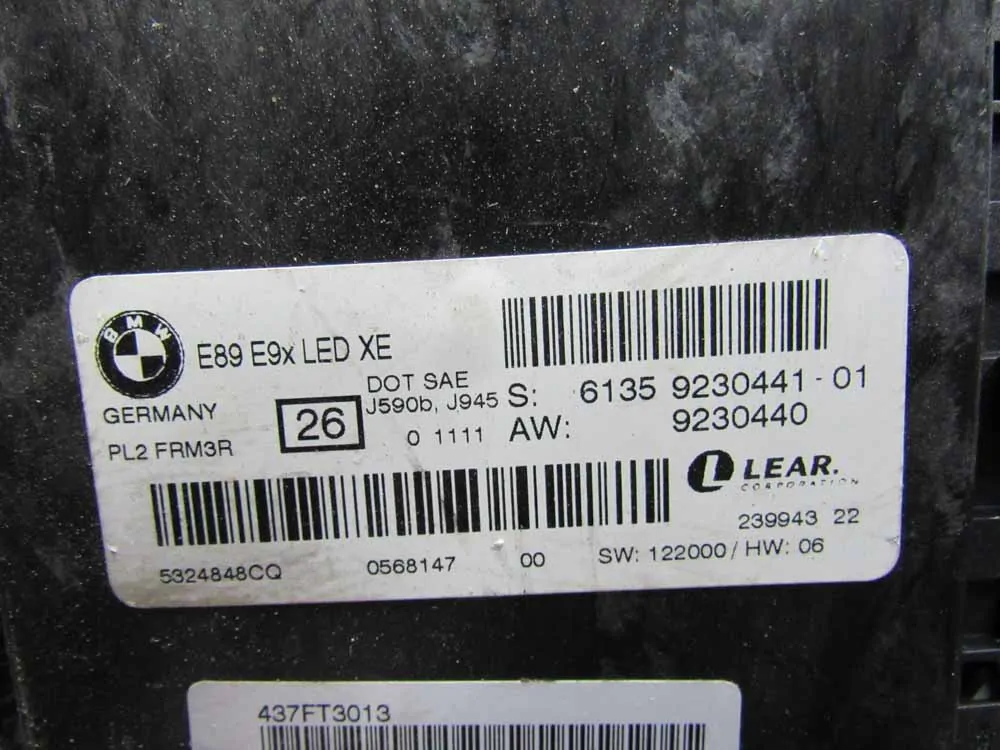 BMW
E89 E9x LED XE
DOT SAE
J590b, J945
S: 6135 9230441-01
GERMANY
26
PL2 FRM3R
0 1111
AW: 9230440
L LEAR.
CORPORATION
239943 22
5324848CQ 0568147 00 SW: 122000 / HW: 06
437FT3013